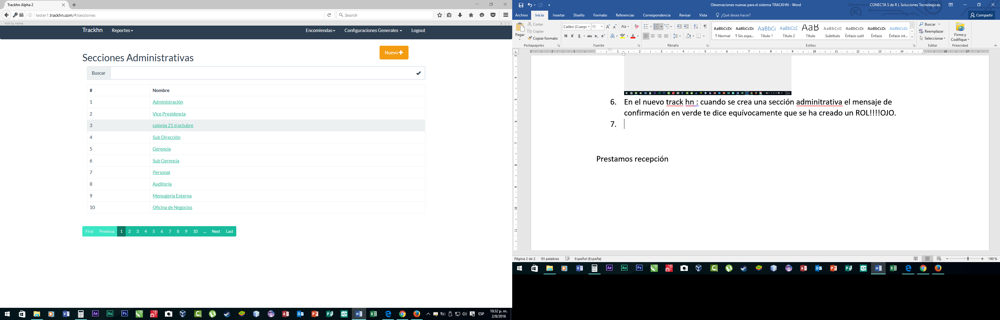 Trackhn Alpha 2
tester1.trackhn.com/#/secciones
Search
Ads by name
X | i
Trackhn Reportes Encomiendas Configuraciones Generales Logout
Secciones Administrativas
Nuevo
Buscar
# Nombre
1 Administración
2 Vice Presidencia
3 colonia 21 d octubre
4 Sub Dirección
5 Gerencia
6 Sub Gerencia
7 Personal
8 Auditoria
9 Mensajería Externa
10 Oficina de Negocios
First Previous 1 2 3 4 5 6 7 8 9 10 ... Next Last
ESP
10:32 p. m.
2/8/2016
Observaciones nuevas para el sistema TRACKHN - Word
CONECTA S de R L Soluciones Tecnologicas.
Archivo Inicio Insertar Diseño Formato Referencias Correspondencia Revisar Vista ¿Qué desea hacer? Compartir
Pegar
Cortar
Copiar
Copiar formato
Portapapeles
Calibri (Cuerpo 11
N K S abc x₂ x²
Fuente
Párrafo
AaBbCcDc AaBbCcDc AaBbCc AaBbCcE AaB AaBbCcD AaBbCcDc AaBbCcDc AaBbCcDc
¶ Normal ¶ Sin espa... Título 1 Título 2 Título Subtítulo Énfasis sutil Énfasis Énfasis int...
Estilos
Buscar
Reemplazar
Seleccionar
Editar
Firme y
Codifique
Privacidad
6. En el nuevo track hn : cuando se crea una sección adminitrativa el mensaje de
confirmación en verde te dice equívocamente que se ha creado un ROL!!!!OJO.
7.
Prestamos recepción
Página 2 de 2 93 palabras Español (España) 190 %